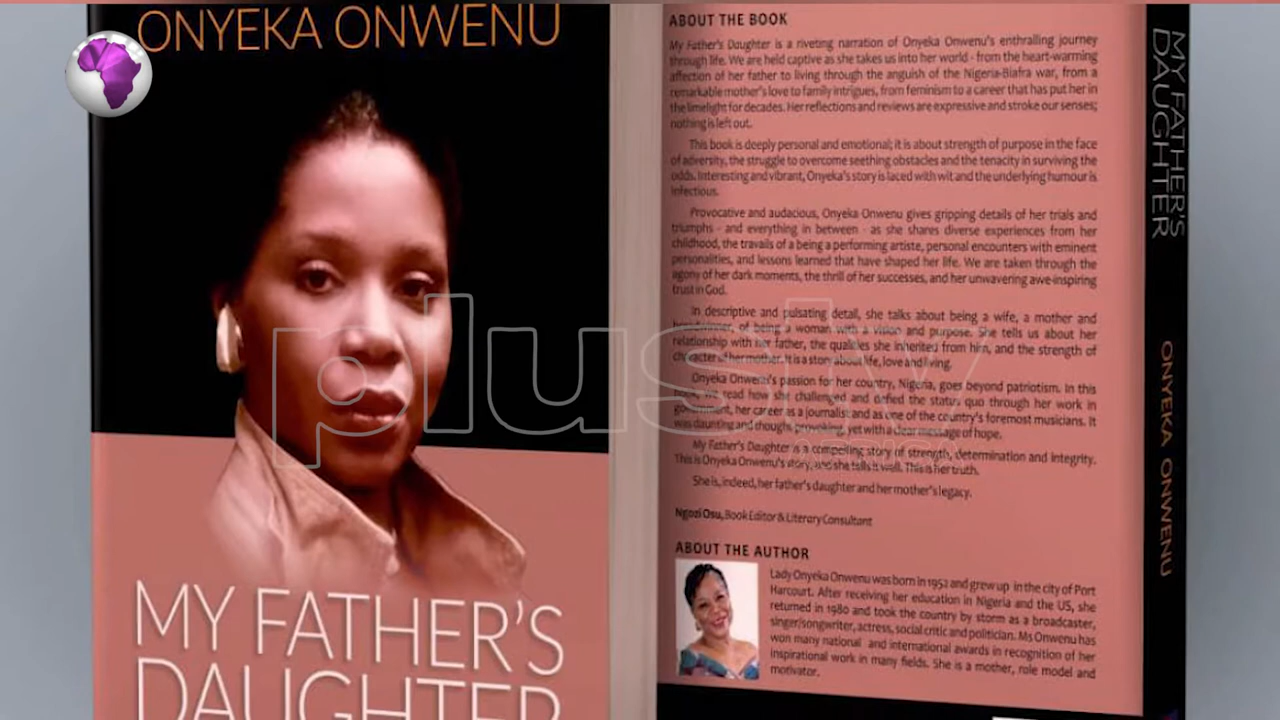 ONYEKA ONWENU
MY FATHER'S
DAUGHTER
ABOUT THE BOOK
My Father's Daughter is a riveting narration of Onyeka Onwenu's enthralling journey
through life. We are held captive as she takes us into her world - from the heart-warming
affection of her father to living through the anguish of the Nigeria-Biafra war, from a
remarkable mother's love to family intrigues, from feminism to a career that has put her in
the limelight for decades. Her reflections and reviews are expressive and stroke our senses;
nothing is left out.
This book is deeply personal and emotional; it is about strength of purpose in the face
of adversity, the struggle to overcome seething obstacles and the tenacity in surviving the
odds. Interesting and vibrant, Onyeka's story is laced with wit and the underlying humour is
infectious.
Provocative and audacious, Onyeka Onwenu gives gripping details of her trials and
triumphs - and everything in between - as she shares diverse experiences from her
childhood, the travails of a being a performing artiste, personal encounters with eminent
personalities, and lessons learned that have shaped her life. We are taken through the
agony of her dark moments, the thrill of her successes, and her unwavering awe-inspiring
trust in God.
In descriptive and pulsating detail, she talks about being a wife, a mother and
of being a woman with a vision and purpose. She tells us about her
relationship with her father, the qualities she inherited from him, and the strength of
character of her mother. It is a story about life, love and living.
Onyeka Onwenu's passion for her country, Nigeria, goes beyond patriotism. In this
book, we read how she challenged and defied the status quo through her work in
government, her career as a journalist and as one of the country's foremost musicians. It
was daunting and thought provoking, yet with a clear message of hope.
My Father's Daughter is a compelling story of strength, determination and integrity.
This is Onyeka Onwenu's story, and she tells it well. This is her truth.
She is, indeed, her father's daughter and her mother's legacy.
Ngozi Osu, Book Editor & Literary Consultant
ABOUT THE AUTHOR
Lady Onyeka Onwenu was born in 1952 and grew up in the city of Port
Harcourt. After receiving her education in Nigeria and the US, she
returned in 1980 and took the country by storm as a broadcaster,
singer/songwriter, actress, social critic and politician. Ms Onwenu has
won many national and international awards in recognition of her
inspirational work in many fields. She is a mother, role model and
motivator.
MY FATHER'S
DAUGHTER
ONYEKA ONWENU
plustv